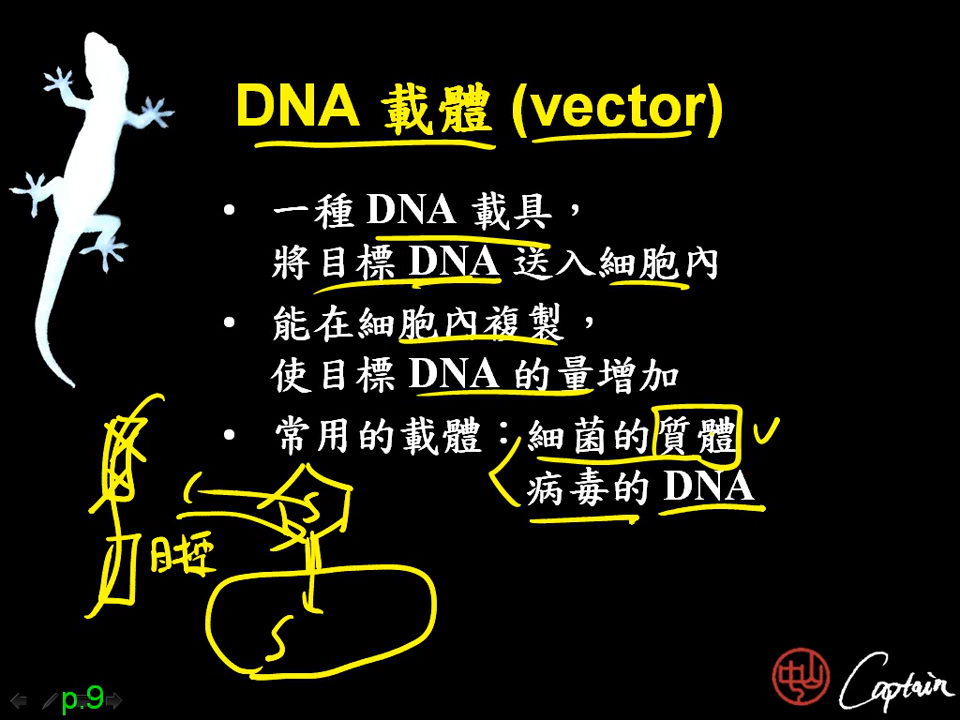 DNA 載體 (vector)
• 一種 DNA 載具，
將目標 DNA 送入細胞內
• 能在細胞內複製，
使目標 DNA 的量增加
• 常用的載體：細菌的質體
病毒的 DNA
p.9
Captain